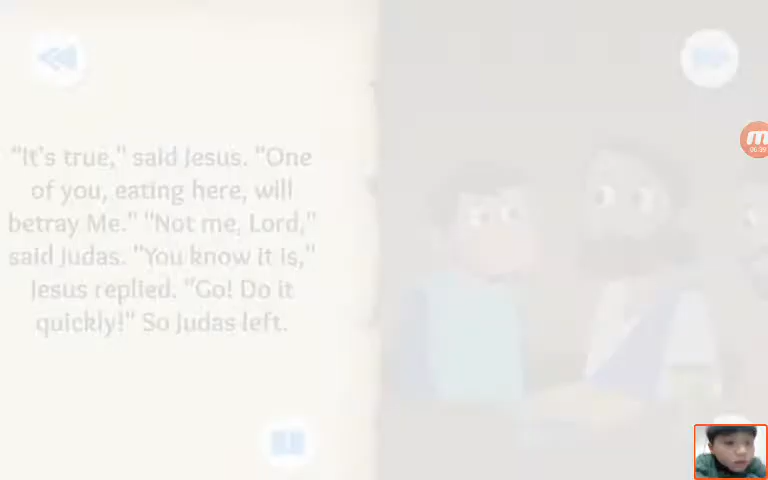 "It's true," said Jesus. "One
of you, eating here, will
betray Me." "Not me, Lord,"
said Judas. "You know it is,"
Jesus replied. "Go! Do it
quickly!" So Judas left.